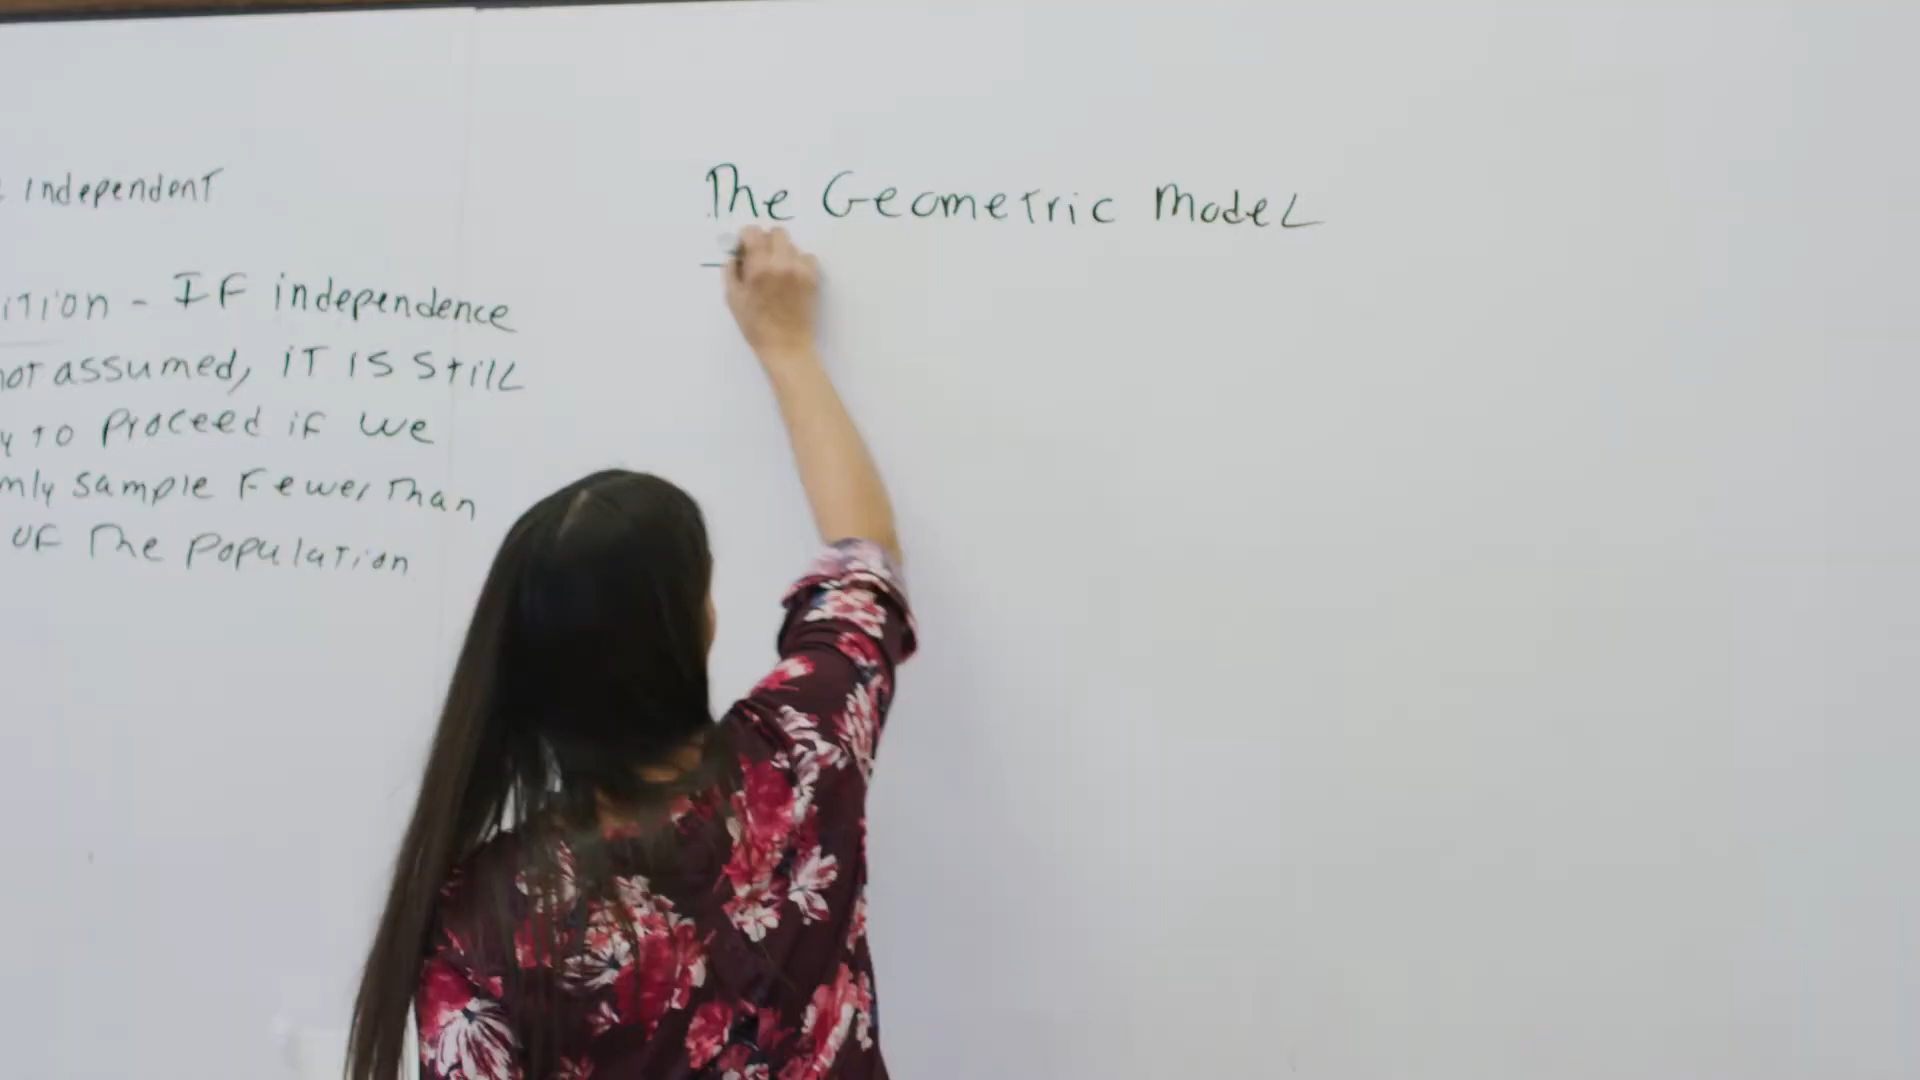 Independent
ition - IF independence
not assumed, iT IS Still
y TO Proceed if we
mly Sample Fewer Than
OF The Population
The Geometric Model